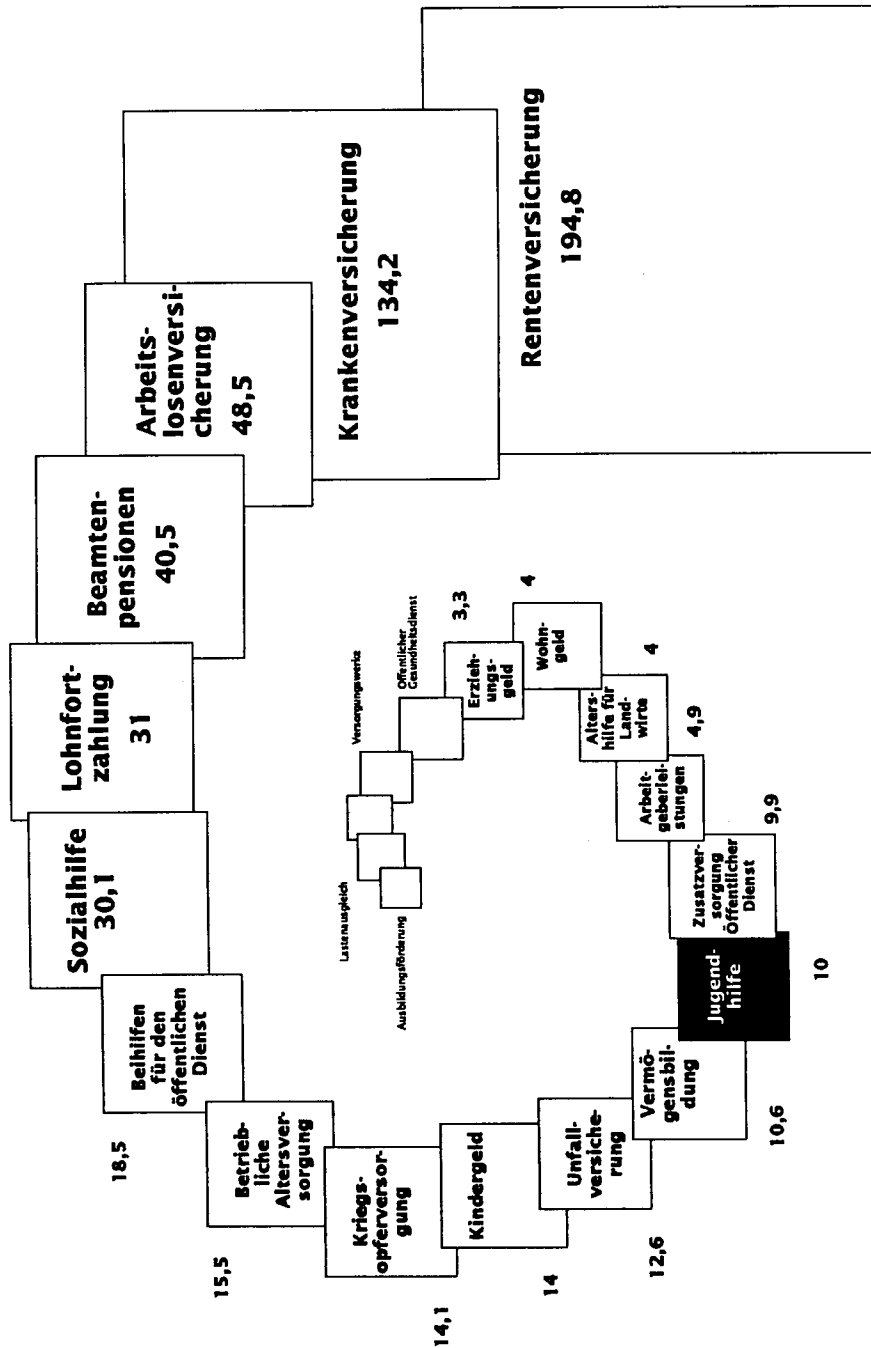 Rentenversicherung
194,8
Krankenversicherung
134,2
Arbeits-
losenversi-
cherung
48,5
Beamten-
pensionen
40,5
Lohnfort-
zahlung
31
Sozialhilfe
30,1
Beihilfen
für den
öffentlichen
Dienst
18,5
Betrieb-
liche
Altersver-
sorgung
15,5
Kriegs-
opferversor-
gung
14,1
Kindergeld
14
Unfall-
versiche-
rung
12,6
Vermö-
gensbil-
dung
10,6
Jugend-
hilfe
10
Zusatzver-
sorgung
Öffentlicher
Dienst
9,9
Arbeit-
geberlei-
stungen
4,9
Alters-
hilfe für
Land-
wirte
4
Wohn-
geld
4
Erzieh-
ungs-
geld
3,3
Öffentlicher
Gesundheitsdienst
Versorgungswerke
Lastenausgleich
Ausbildungsförderung